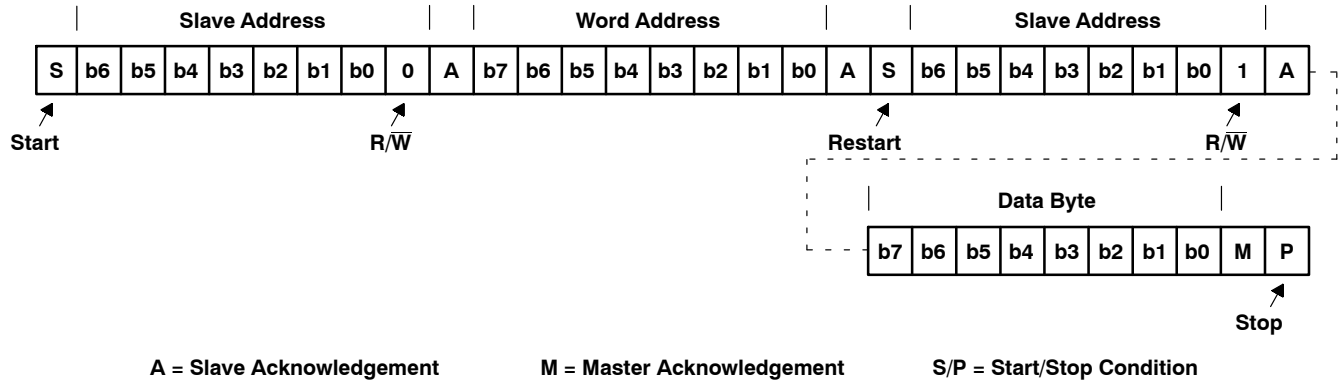 Slave Address Word Address Slave Address
S b6 b5 b4 b3 b2 b1 b0 0 A b7 b6 b5 b4 b3 b2 b1 b0 A S b6 b5 b4 b3 b2 b1 b0 1 A
Start R/W̅ Restart R/W̅
Data Byte
b7 b6 b5 b4 b3 b2 b1 b0 M P
Stop
A = Slave Acknowledgement M = Master Acknowledgement S/P = Start/Stop Condition